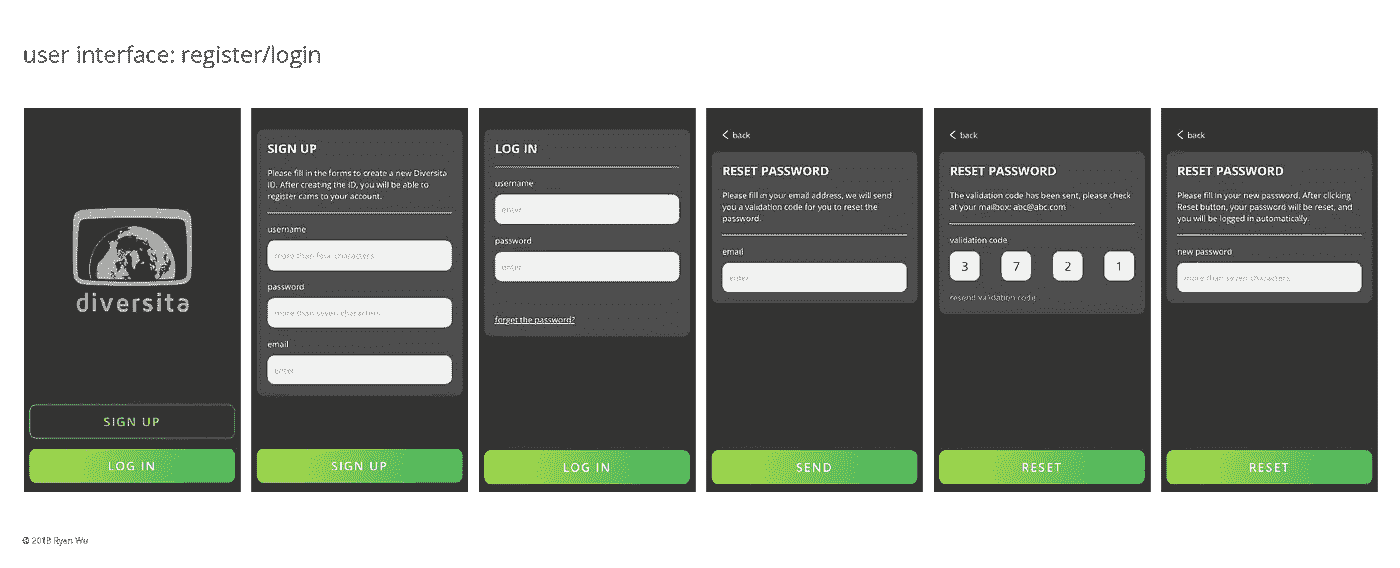 user interface: register/login
diversita
SIGN UP
LOG IN
SIGN UP
Please fill in the forms to create a new Diversita
ID. After creating the ID, you will be able to
register cams to your account.
username
more than four characters
password
more than seven characters
email
Enter
SIGN UP
LOG IN
username
enter
password
enter
forget the password?
LOG IN
back
RESET PASSWORD
Please fill in your email address, we will send
you a validation code for you to reset the
password.
email
enter
SEND
back
RESET PASSWORD
The validation code has been sent, please check
at your mailbox: abc@abc.com
validation code
3 7 2 1
resend validation code
RESET
back
RESET PASSWORD
Please fill in your new password. After clicking
Reset button, your password will be reset, and
you will be logged in automatically.
new password
more than seven characters
RESET
© 2018 Ryan Wu